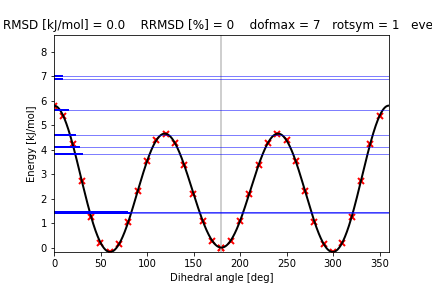 RMSD [kJ/mol] = 0.0 RRMSD [%] = 0 dofmax = 7 rotsym = 1 eve
8
7
6
5
4
3
2
1
0
Energy [kJ/mol]
0 50 100 150 200 250 300 350
Dihedral angle [deg]